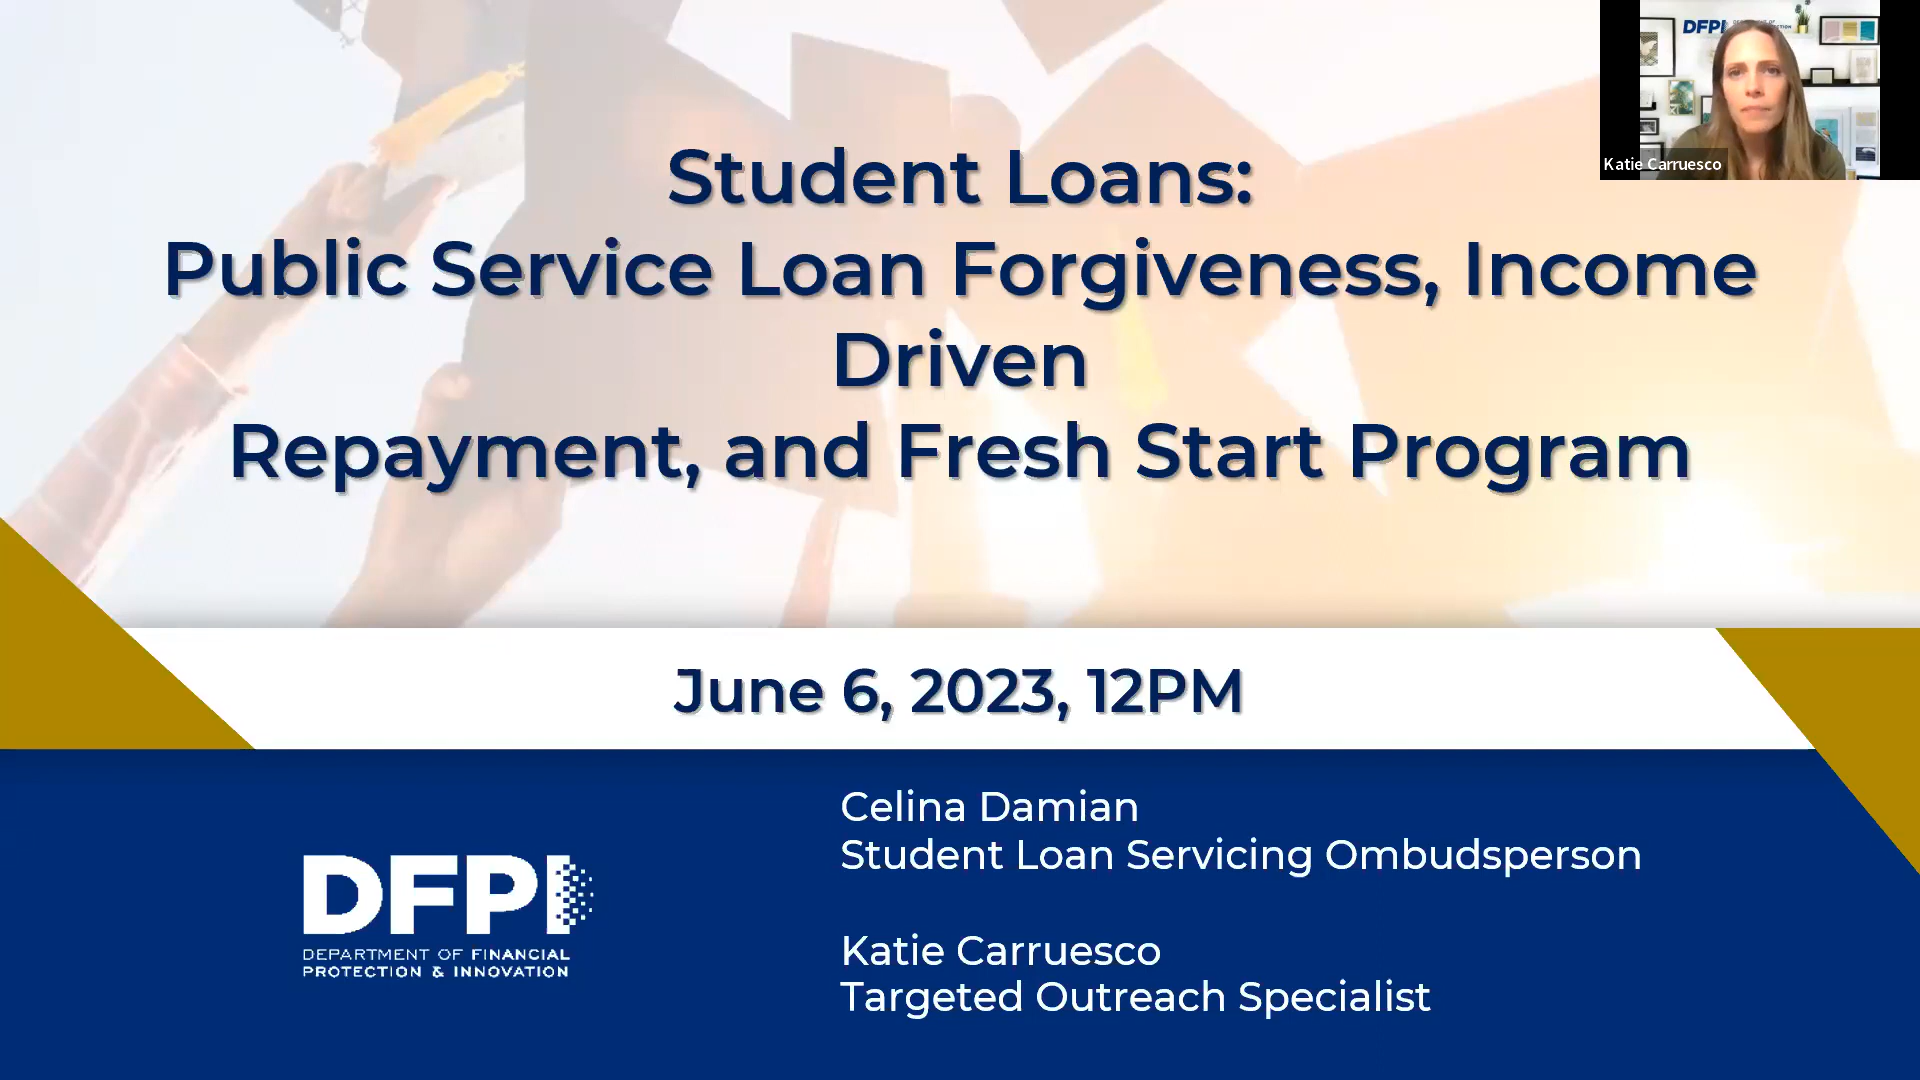 Student Loans:
Public Service Loan Forgiveness, Income
Driven
Repayment, and Fresh Start Program
DFPI
Katie Carruesco
June 6, 2023, 12PM
Celina Damian
Student Loan Servicing Ombudsperson
Katie Carruesco
Targeted Outreach Specialist
DFPI
DEPARTMENT OF FINANCIAL
PROTECTION & INNOVATION